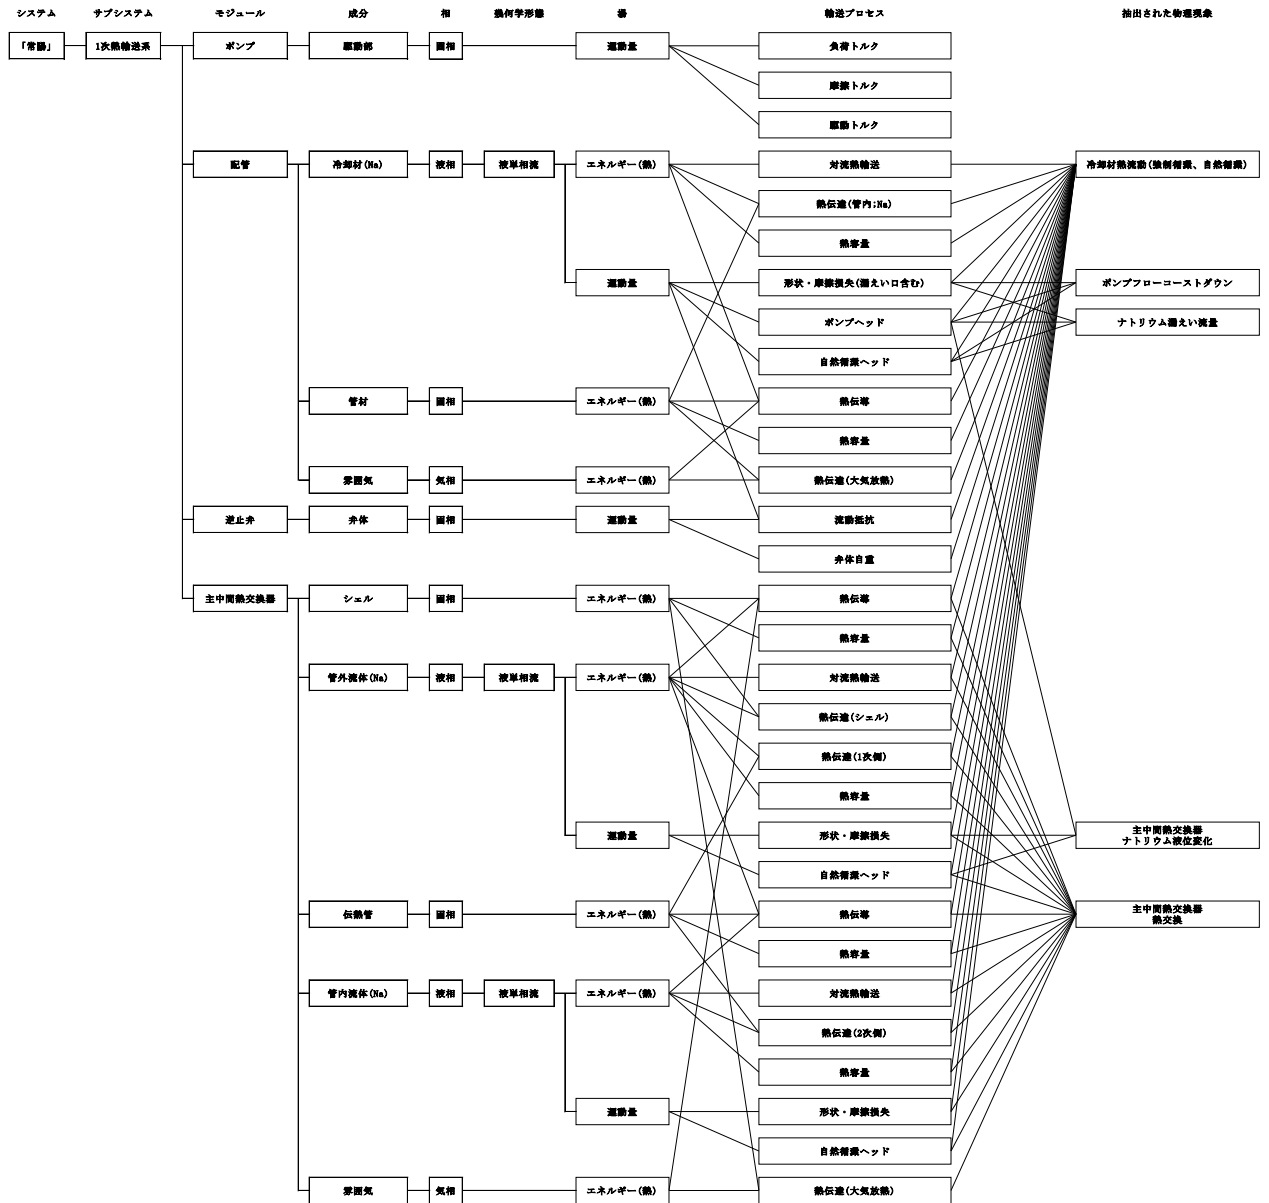 システム サブシステム モジュール 成分 相 幾何学形態 場 輸送プロセス 抽出された物理現象
「常陽」 1次熱輸送系 ポンプ 駆動部 固相 運動量 負荷トルク
摩擦トルク
駆動トルク
配管 冷却材(Na) 液相 液単相流 エネルギー(熱) 対流熱輸送 冷却材熱流動(強制循環、自然循環)
熱伝達(管内:Na)
熱容量
運動量 形状・摩擦損失(漏えい口含む) ポンプフローコーストダウン
ポンプヘッド ナトリウム漏えい流量
自然循環ヘッド
管材 固相 エネルギー(熱) 熱伝導
熱容量
雰囲気 気相 エネルギー(熱) 熱伝達(大気放熱)
逆止弁 弁体 固相 運動量 流動抵抗
弁体自重
主中間熱交換器 シェル 固相 エネルギー(熱) 熱伝導
熱容量
管外流体(Na) 液相 液単相流 エネルギー(熱) 対流熱輸送
熱伝達(シェル)
熱伝達(1次側)
熱容量
運動量 形状・摩擦損失 主中間熱交換器
ナトリウム液位変化
自然循環ヘッド
伝熱管 固相 エネルギー(熱) 熱伝導 主中間熱交換器
熱交換
熱容量
管内流体(Na) 液相 液単相流 エネルギー(熱) 対流熱輸送
熱伝達(2次側)
熱容量
運動量 形状・摩擦損失
自然循環ヘッド
雰囲気 気相 エネルギー(熱) 熱伝達(大気放熱)